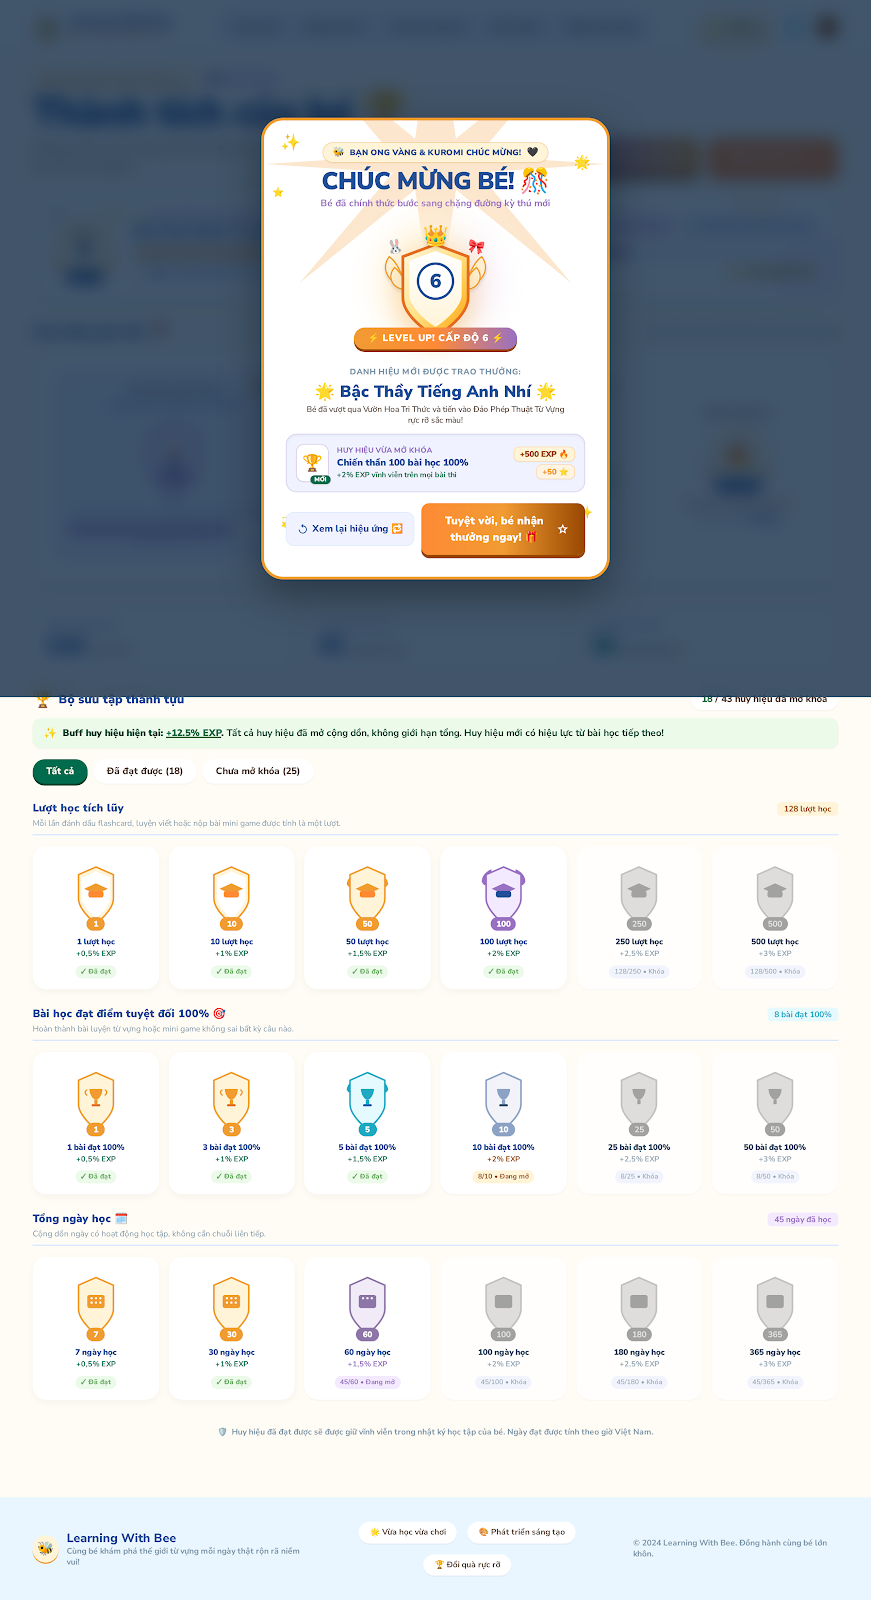 BẠN ONG VÀNG & KUROMI CHÚC MỪNG!
CHÚC MỪNG BÉ!
Bé đã chính thức bước sang chặng đường kỳ thú mới
6
⚡ LEVEL UP! CẤP ĐỘ 6 ⚡
DANH HIỆU MỚI ĐƯỢC TRAO THƯỞNG:
Bậc Thầy Tiếng Anh Nhí
Bé đã vượt qua Vườn Hoa Tri Thức và tiến vào Đảo Phép Thuật Từ Vựng
rực rỡ sắc màu!
HUY HIỆU VỪA MỞ KHÓA
Chiến thần 100 bài học 100%
+2% EXP vĩnh viễn trên mọi bài thi
MỚI
+500 EXP
+50
Xem lại hiệu ứng
Tuyệt vời, bé nhận
thưởng ngay!
Bộ sưu tập thành tựu
18 / 43 huy hiệu đã mở khóa
Buff huy hiệu hiện tại: +12.5% EXP. Tất cả huy hiệu đã mở cộng dồn, không giới hạn tổng. Huy hiệu mới có hiệu lực từ bài học tiếp theo!
Tất cả
Đã đạt được (18)
Chưa mở khóa (25)
Lượt học tích lũy
128 lượt học
Mỗi lần đánh dấu flashcard, luyện viết hoặc nộp bài mini game được tính là một lượt.
1
10
50
100
250
500
1 lượt học
10 lượt học
50 lượt học
100 lượt học
250 lượt học
500 lượt học
+0,5% EXP
+1% EXP
+1,5% EXP
+2% EXP
+2,5% EXP
+3% EXP
✓ Đã đạt
✓ Đã đạt
✓ Đã đạt
✓ Đã đạt
128/250 • Khóa
128/500 • Khóa
Bài học đạt điểm tuyệt đối 100%
8 bài đạt 100%
Hoàn thành bài luyện từ vựng hoặc mini game không sai bất kỳ câu nào.
1
3
5
10
25
50
1 bài đạt 100%
3 bài đạt 100%
5 bài đạt 100%
10 bài đạt 100%
25 bài đạt 100%
50 bài đạt 100%
+0,5% EXP
+1% EXP
+1,5% EXP
+2% EXP
+2,5% EXP
+3% EXP
✓ Đã đạt
✓ Đã đạt
✓ Đã đạt
8/10 • Đang mở
8/25 • Khóa
8/50 • Khóa
Tổng ngày học
45 ngày đã học
Cộng dồn ngày có hoạt động học tập, không cần chuỗi liên tiếp.
7
30
60
100
180
365
7 ngày học
30 ngày học
60 ngày học
100 ngày học
180 ngày học
365 ngày học
+0,5% EXP
+1% EXP
+1,5% EXP
+2% EXP
+2,5% EXP
+3% EXP
✓ Đã đạt
✓ Đã đạt
45/60 • Đang mở
45/100 • Khóa
45/180 • Khóa
45/365 • Khóa
Huy hiệu đã đạt được sẽ được giữ vĩnh viễn trong nhật ký học tập của bé. Ngày đạt được tính theo giờ Việt Nam.
Learning With Bee
Cùng bé khám phá thế giới từ vựng mỗi ngày thật rộn rã niềm
vui!
Vừa học vừa chơi
Phát triển sáng tạo
Đổi quà rực rỡ
© 2024 Learning With Bee. Đồng hành cùng bé lớn
khôn.